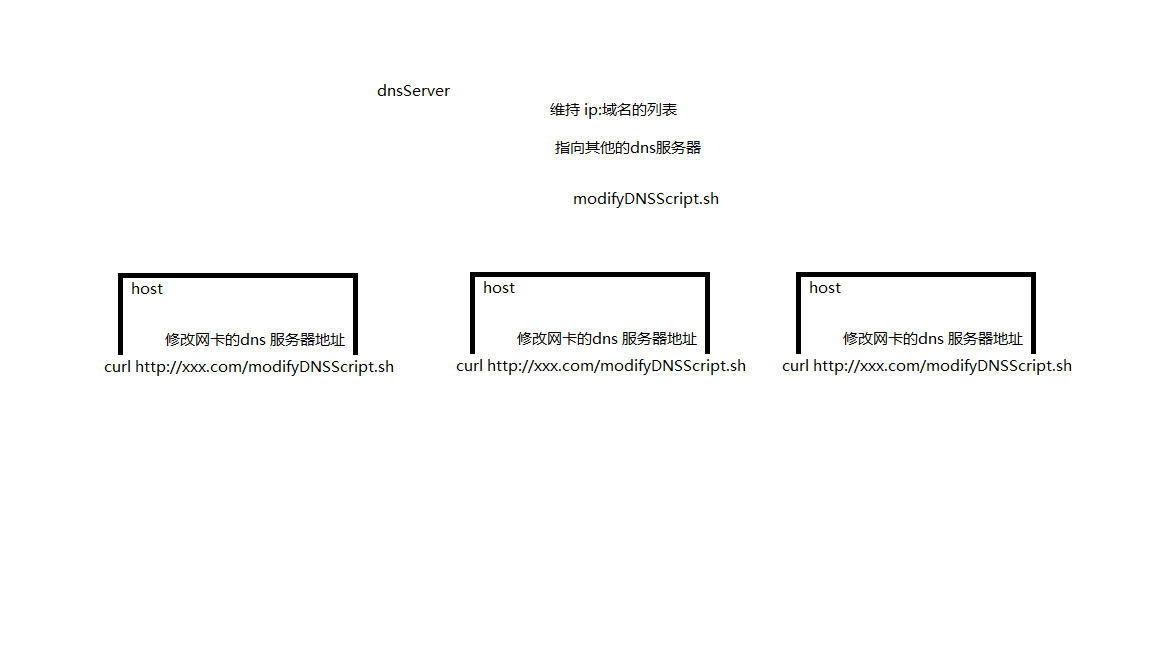 dnsServer
维持 ip:域名的列表
指向其他的dns服务器
modifyDNSScript.sh
host
修改网卡的dns 服务器地址
curl http://xxx.com/modifyDNSScript.sh
host
修改网卡的dns 服务器地址
curl http://xxx.com/modifyDNSScript.sh
host
修改网卡的dns 服务器地址
curl http://xxx.com/modifyDNSScript.sh